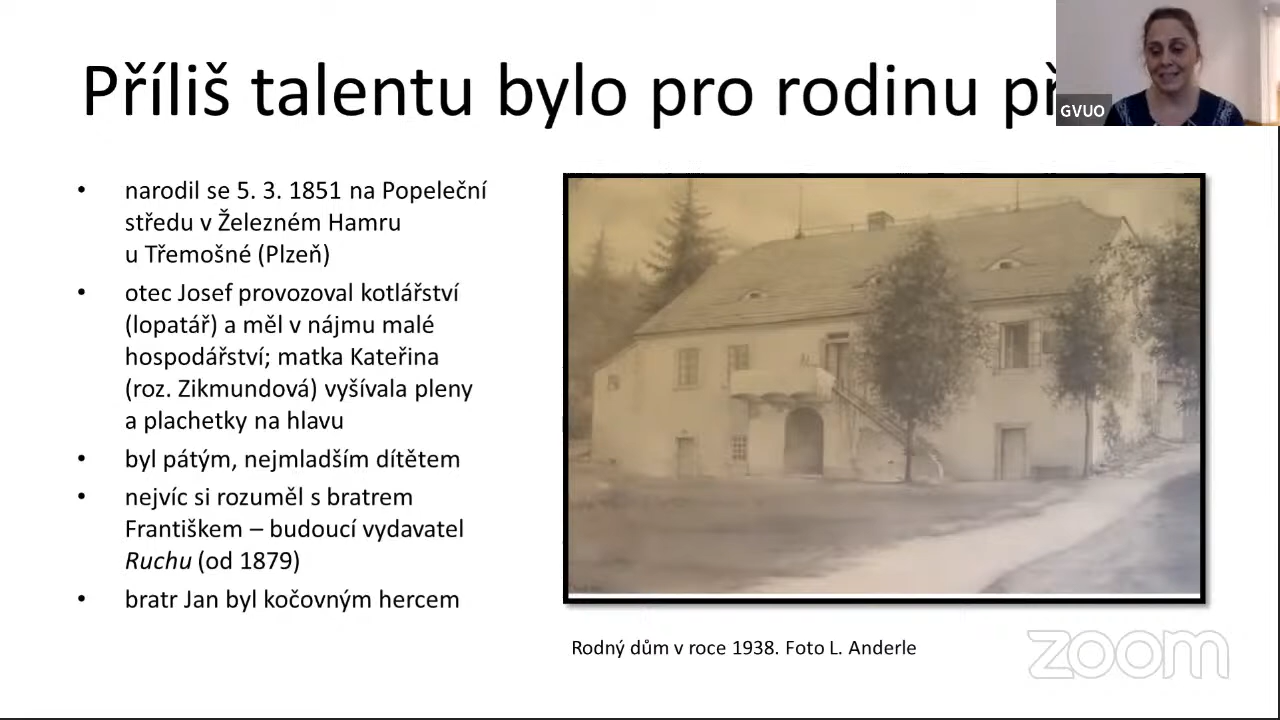 Příliš talentu bylo pro rodinu
GVUO
• narodil se 5. 3. 1851 na Popeleční
středu v Železném Hamru
u Třemošné (Plzeň)
• otec Josef provozoval kotlářství
(lopatář) a měl v nájmu malé
hospodářství; matka Kateřina
(roz. Zikmundová) vyšívala pleny
a plachetky na hlavu
• byl pátým, nejmladším dítětem
• nejvíc si rozuměl s bratrem
Františkem – budoucí vydavatel
Ruchu (od 1879)
• bratr Jan byl kočovným hercem
Rodný dům v roce 1938. Foto L. Anderle
zoom